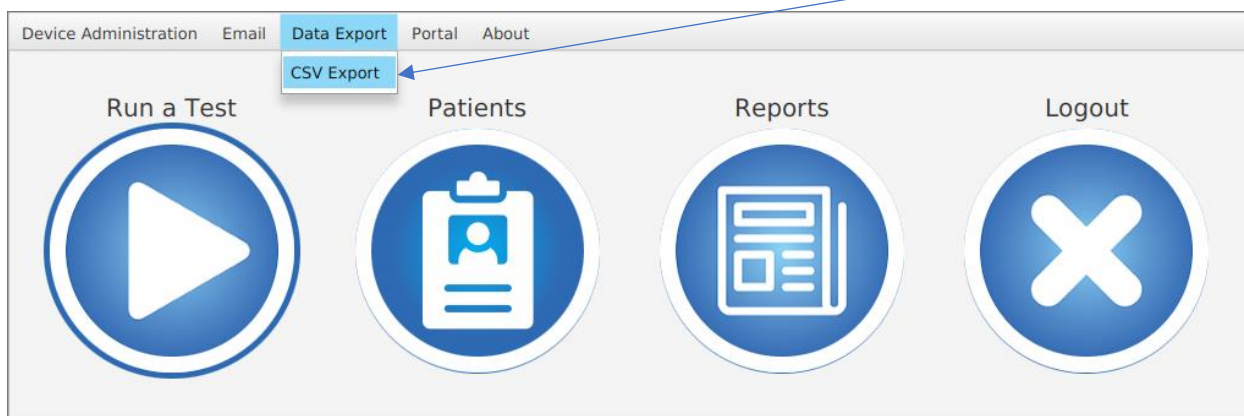 Device Administration Email Data Export Portal About
CSV Export
Run a Test Patients Reports Logout